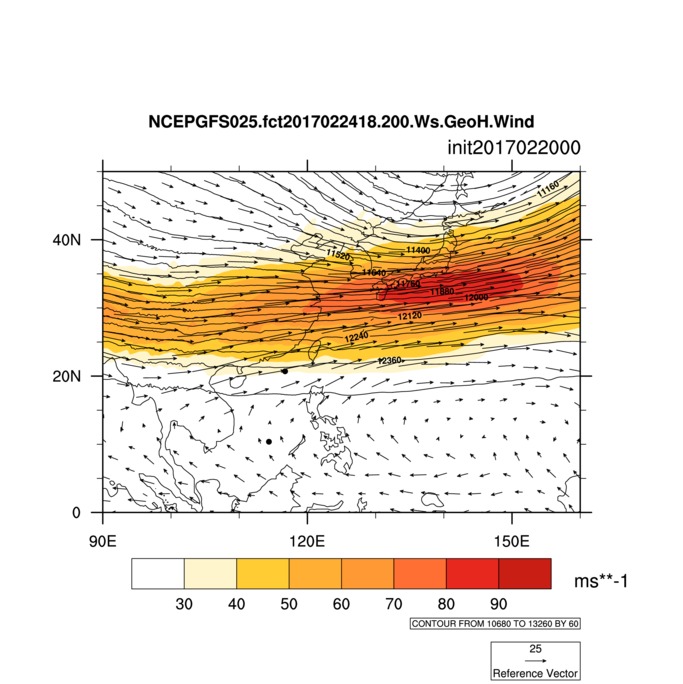 NCEPGFS025.fct2017022418.200.Ws.GeoH.Wind
init2017022000
11160
40N
11520
11400
11640
11760
11880
12000
12120
12240
12360
20N
0
90E 120E 150E
ms**-1
30 40 50 60 70 80 90
CONTOUR FROM 10680 TO 13260 BY 60
25
Reference Vector